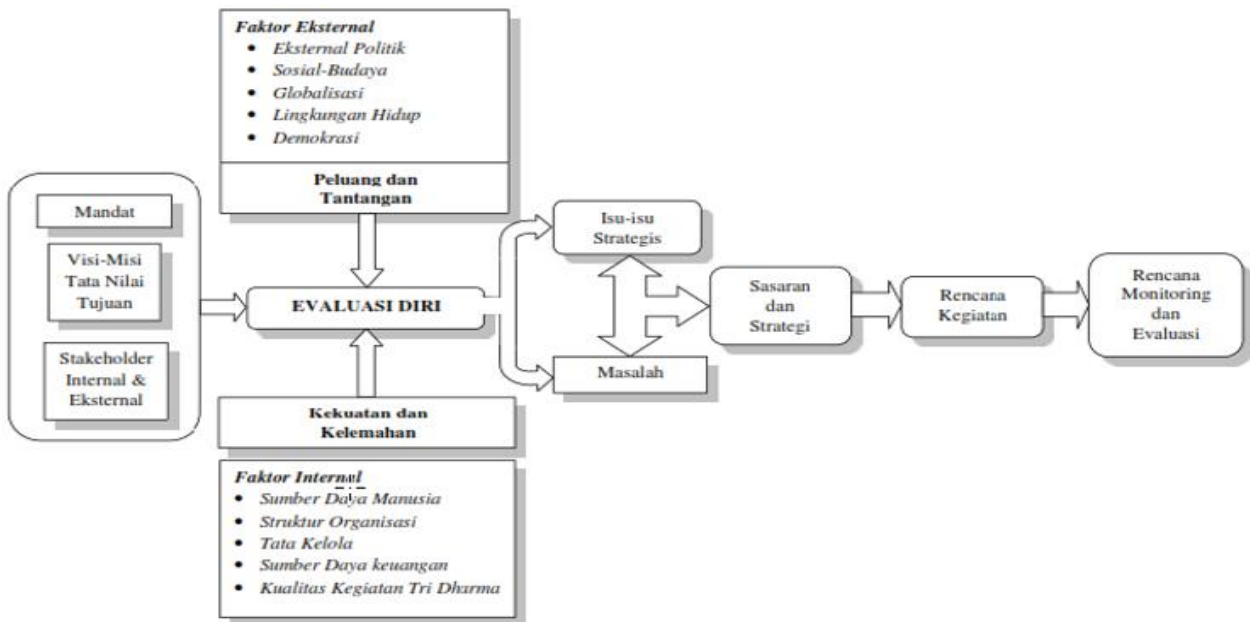 Faktor Eksternal
• Eksternal Politik
• Sosial-Budaya
• Globalisasi
• Lingkungan Hidup
• Demokrasi
Peluang dan
Tantangan
Mandat
Visi-Misi
Tata Nilai
Tujuan
Stakeholder
Internal &
Eksternal
EVALUASI DIRI
Isu-isu
Strategis
Masalah
Sasaran
dan
Strategi
Rencana
Kegiatan
Rencana
Monitoring
dan
Evaluasi
Kekuatan dan
Kelemahan
Faktor Internal
• Sumber Daya Manusia
• Struktur Organisasi
• Tata Kelola
• Sumber Daya keuangan
• Kualitas Kegiatan Tri Dharma